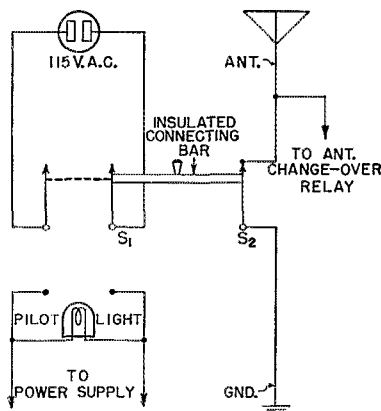 115 V. A.C.
ANT.
INSULATED
CONNECTING
BAR
TO ANT.
CHANGE-OVER
RELAY
S1
S2
PILOT LIGHT
TO
POWER SUPPLY
GND.